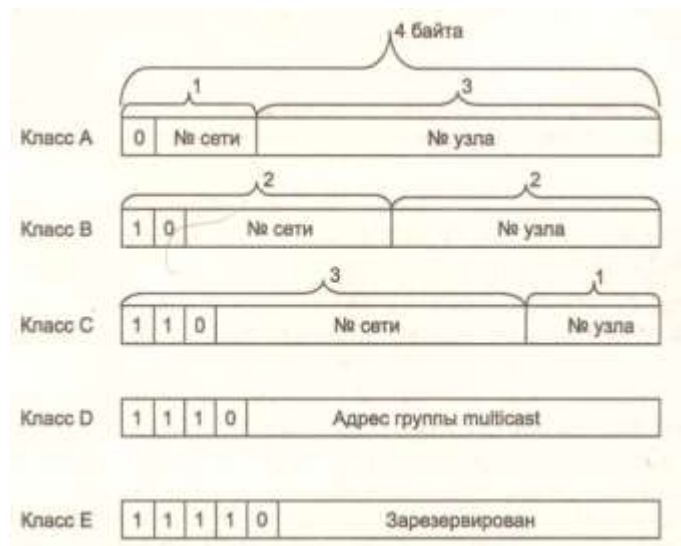 4 байта
1 3
Класс A 0 № сети № узла
2 2
Класс B 1 0 № сети № узла
3 1
Класс C 1 1 0 № сети № узла
Класс D 1 1 1 0 Адрес группы multicast
Класс E 1 1 1 1 0 Зарезервирован